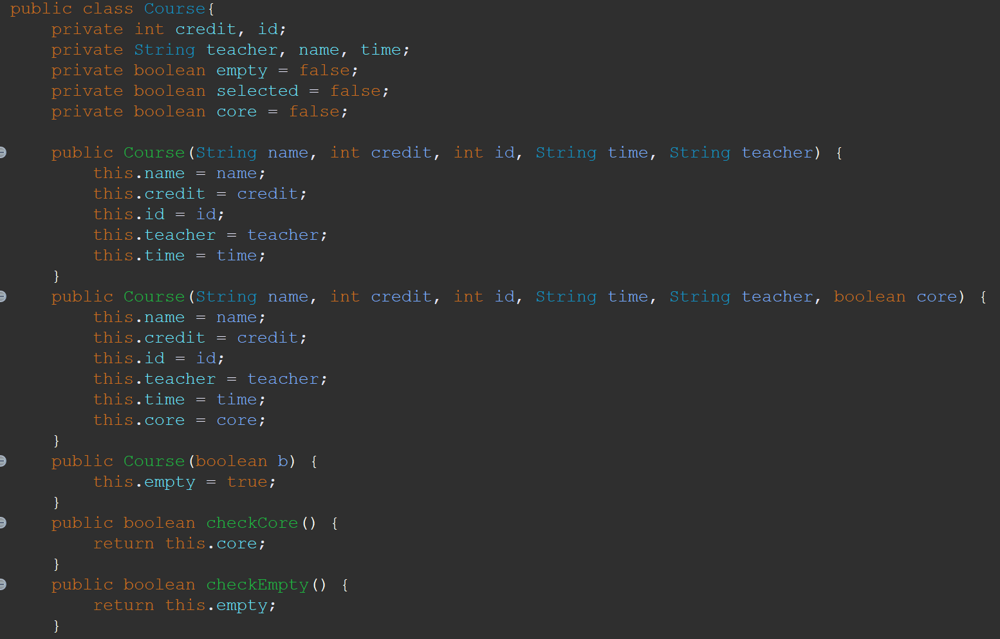 public class Course{
    private int credit, id;
    private String teacher, name, time;
    private boolean empty = false;
    private boolean selected = false;
    private boolean core = false;

    public Course(String name, int credit, int id, String time, String teacher) {
        this.name = name;
        this.credit = credit;
        this.id = id;
        this.teacher = teacher;
        this.time = time;
    }
    public Course(String name, int credit, int id, String time, String teacher, boolean core) {
        this.name = name;
        this.credit = credit;
        this.id = id;
        this.teacher = teacher;
        this.time = time;
        this.core = core;
    }
    public Course(boolean b) {
        this.empty = true;
    }
    public boolean checkCore() {
        return this.core;
    }
    public boolean checkEmpty() {
        return this.empty;
    }